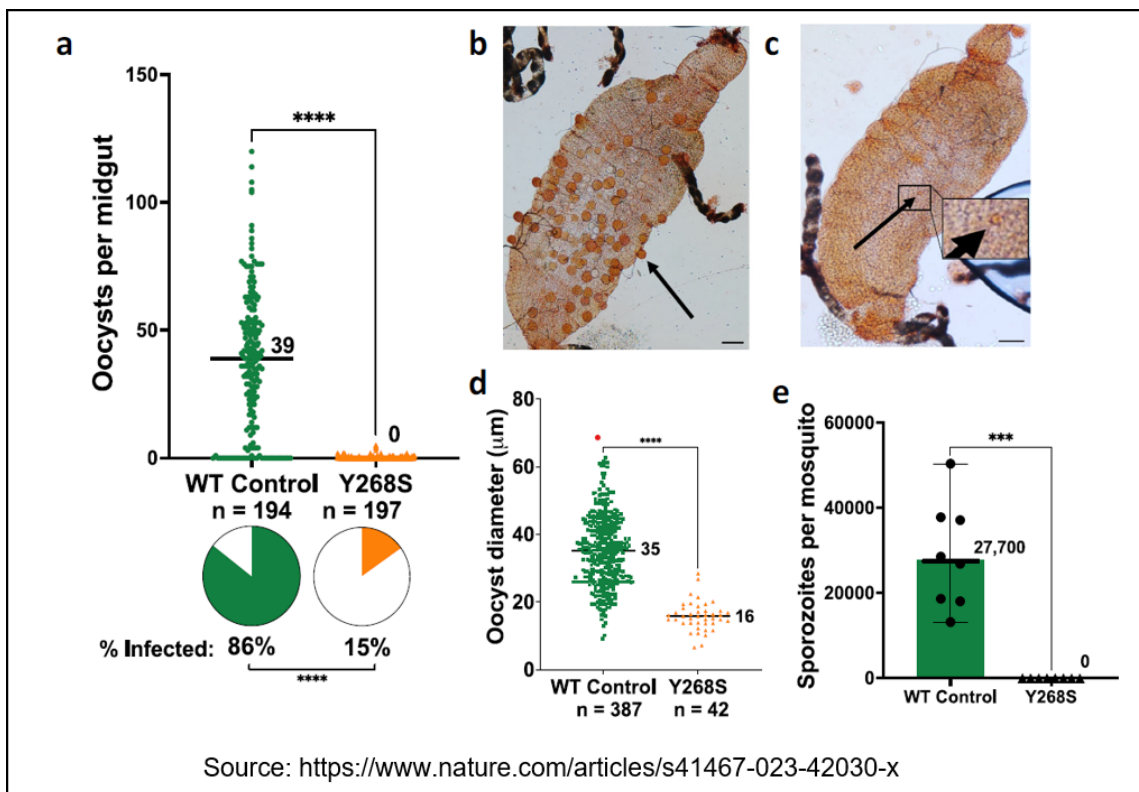 a
Oocysts per midgut
150
100
50
0
****
39
0
WT Control
n = 194
Y268S
n = 197
% Infected:
86%
15%
****
b
c
d
Oocyst diameter (μm)
80
60
40
20
0
****
35
16
WT Control
n = 387
Y268S
n = 42
e
Sporozoites per mosquito
60000
40000
20000
0
***
27,700
0
WT Control
Y268S
Source: https://www.nature.com/articles/s41467-023-42030-x